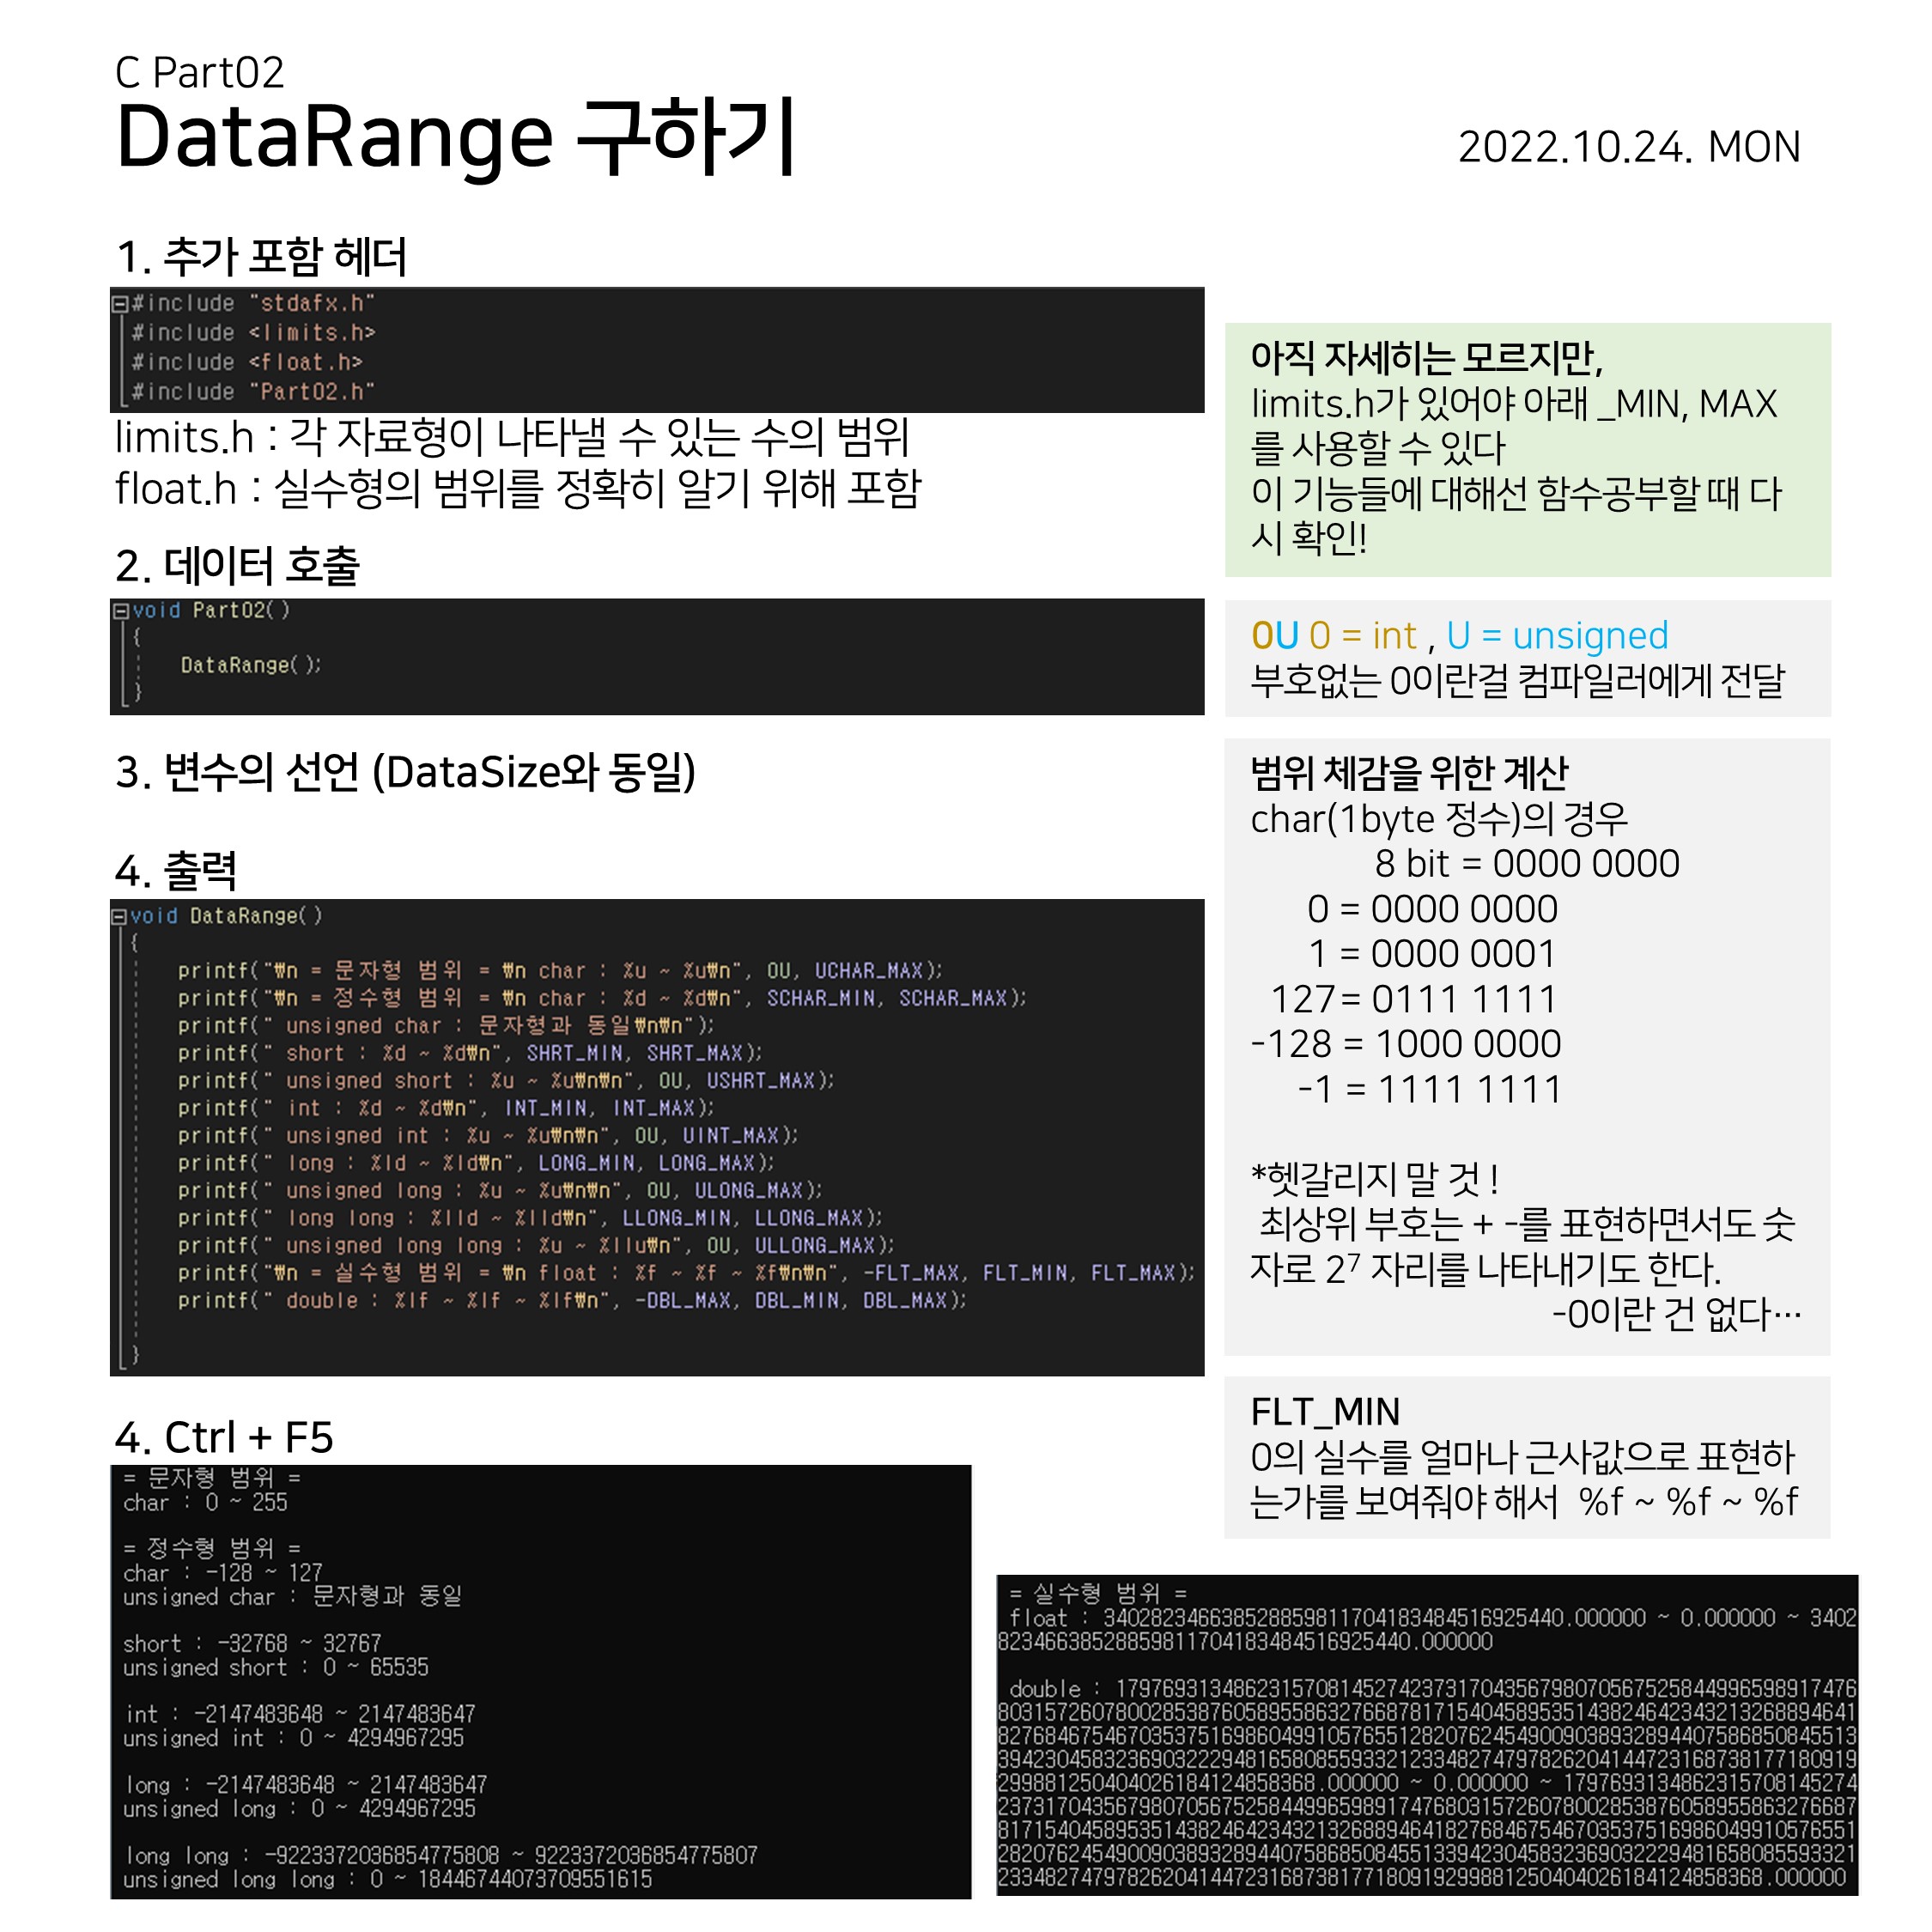 C Part02
DataRange 구하기
2022.10.24. MON
1. 추가 포함 헤더
#include "stdafx.h"
#include <limits.h>
#include <float.h>
#include "Part02.h"
limits.h : 각 자료형이 나타낼 수 있는 수의 범위
float.h : 실수형의 범위를 정확히 알기 위해 포함
아직 자세히는 모르지만,
limits.h가 있어야 아래 _MIN, MAX
를 사용할 수 있다
이 기능들에 대해선 함수공부할 때 다
시 확인!
2. 데이터 호출
void Part02()
{
DataRange();
}
0U 0 = int , U = unsigned
부호없는 0이란걸 컴파일러에게 전달
3. 변수의 선언 (DataSize와 동일)
범위 체감을 위한 계산
char(1byte 정수)의 경우
8 bit = 0000 0000
0 = 0000 0000
1 = 0000 0001
127= 0111 1111
-128 = 1000 0000
-1 = 1111 1111
*헷갈리지 말 것 !
최상위 부호는 + -를 표현하면서도 숫
자로 2⁷ 자리를 나타내기도 한다.
-0이란 건 없다…
4. 출력
void DataRange()
{
printf("₩n = 문자형 범위 = ₩n char : %u ~ %u₩n", 0U, UCHAR_MAX);
printf("₩n = 정수형 범위 = ₩n char : %d ~ %d₩n", SCHAR_MIN, SCHAR_MAX);
printf(" unsigned char : 문자형과 동일₩n₩n");
printf(" short : %d ~ %d₩n", SHRT_MIN, SHRT_MAX);
printf(" unsigned short : %u ~ %u₩n₩n", 0U, USHRT_MAX);
printf(" int : %d ~ %d₩n", INT_MIN, INT_MAX);
printf(" unsigned int : %u ~ %u₩n₩n", 0U, UINT_MAX);
printf(" long : %ld ~ %ld₩n", LONG_MIN, LONG_MAX);
printf(" unsigned long : %u ~ %u₩n₩n", 0U, ULONG_MAX);
printf(" long long : %lld ~ %lld₩n", LLONG_MIN, LLONG_MAX);
printf(" unsigned long long : %u ~ %llu₩n", 0U, ULLONG_MAX);
printf("₩n = 실수형 범위 = ₩n float : %f ~ %f ~ %f₩n₩n", -FLT_MAX, FLT_MIN, FLT_MAX);
printf(" double : %lf ~ %lf ~ %lf₩n", -DBL_MAX, DBL_MIN, DBL_MAX);
}
FLT_MIN
0의 실수를 얼마나 근사값으로 표현하
는가를 보여줘야 해서 %f ~ %f ~ %f
4. Ctrl + F5
= 문자형 범위 =
char : 0 ~ 255
= 정수형 범위 =
char : -128 ~ 127
unsigned char : 문자형과 동일
short : -32768 ~ 32767
unsigned short : 0 ~ 65535
int : -2147483648 ~ 2147483647
unsigned int : 0 ~ 4294967295
long : -2147483648 ~ 2147483647
unsigned long : 0 ~ 4294967295
long long : -9223372036854775808 ~ 9223372036854775807
unsigned long long : 0 ~ 18446744073709551615
= 실수형 범위 =
float : 340282346638528859811704183484516925440.000000 ~ 0.000000 ~ 3402
82346638528859811704183484516925440.000000
double : 179769313486231570814527423731704356798070567525844996598917476
8031572607800285387605895586327668781715404589535143824642343213268894641
82768467546703537516986049910576551282076245490090389328944075868508455133
94230458323690322294816580855933212334827479782620414472316873817718091 9
299881250404026184124858368.000000 ~ 0.000000 ~ 1797693134862315708145274
23731704356798070567525844996598917476803157260780028538760589558632766 87
81715404589535143824642343213268894641827684675467035375169860499105765 51
28207624549009038932894407586850845513394230458323690322294816580855933 21
233482747978262041447231687381771809192998812504040261841248 58368.000000